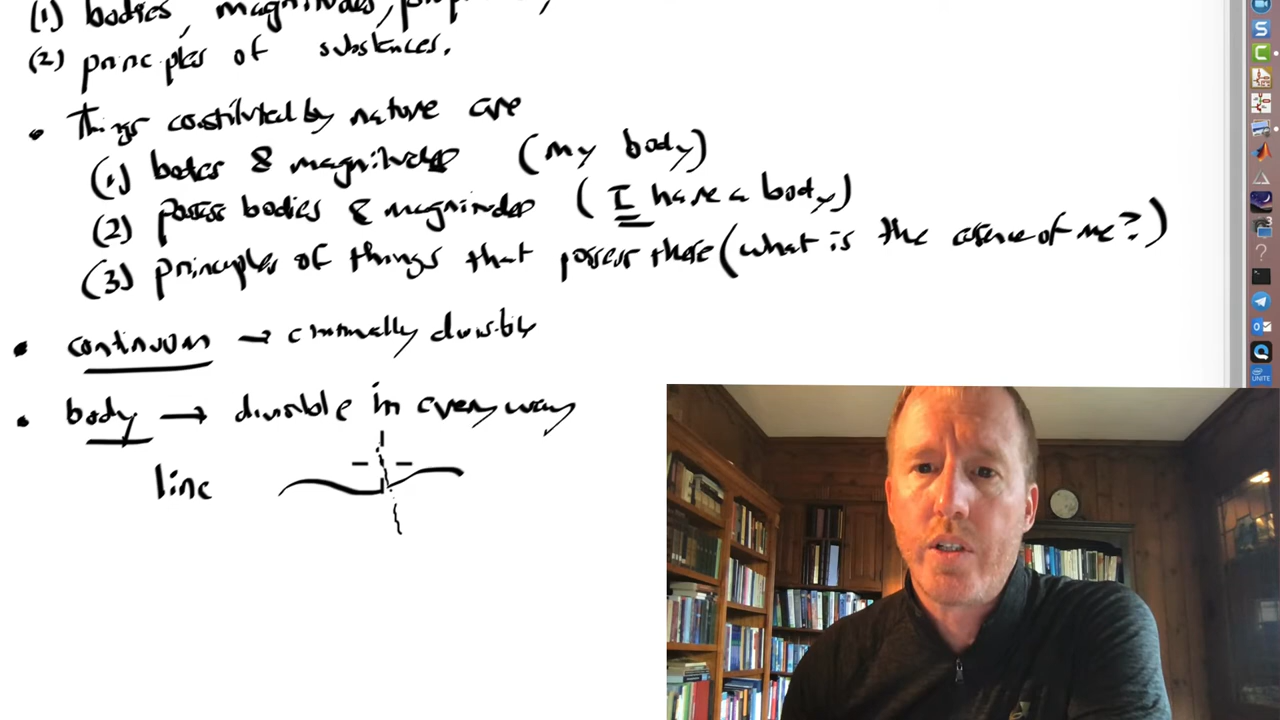 (1) bodies, magnitudes,
(2) principles of substances.
• Things constituted by nature are
(1) bodies & magnitudes (my body)
(2) possess bodies & magnitudes (I have a body)
(3) principles of things that possess these (what is the essence of me?)
• continuum → continually divisible
• body → divisible in every way
line
UNITE